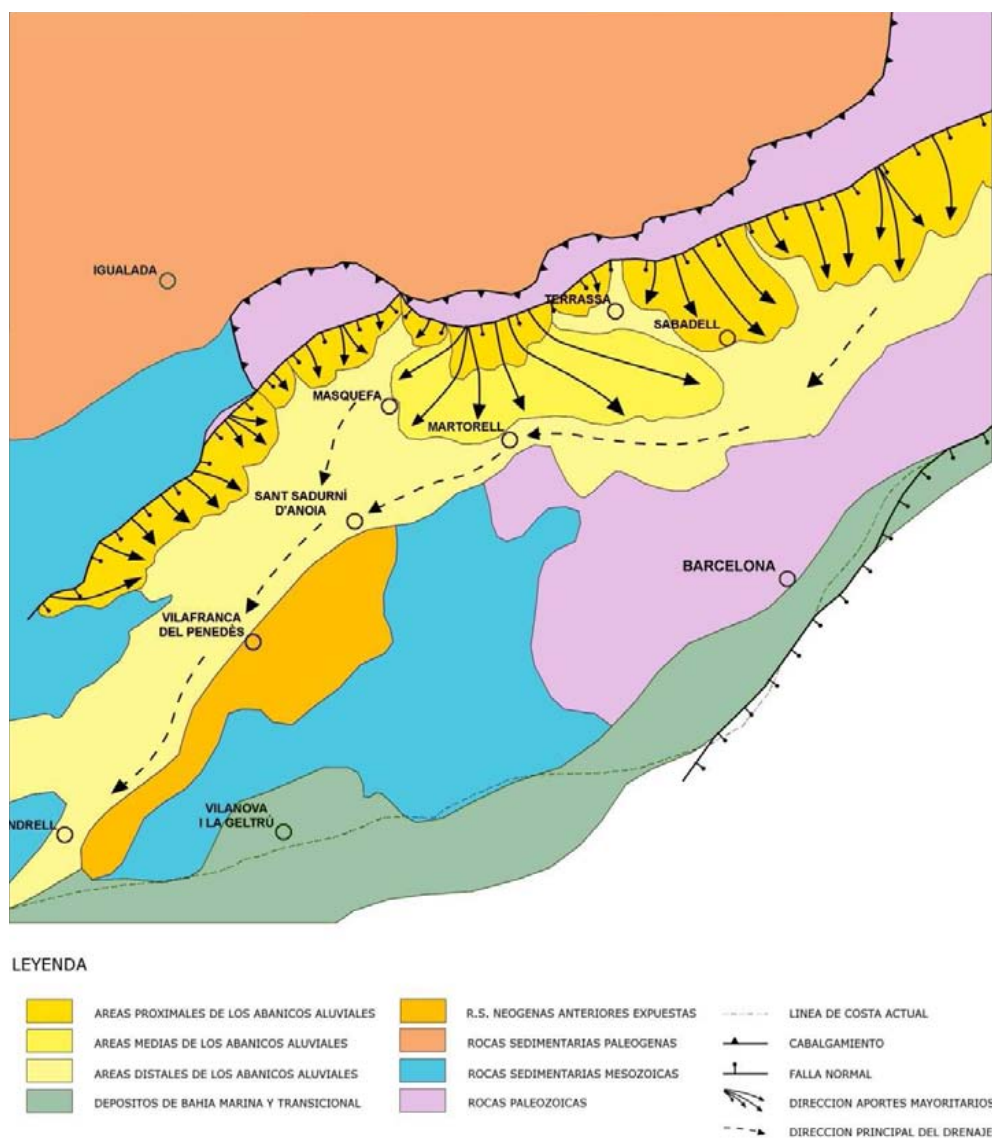 IGUALADA
TERRASSA
SABADELL
MASQUEFA
MARTORELL
SANT SADURNÍ
D'ANOIA
BARCELONA
VILAFRANCA
DEL PENEDÈS
VILANOVA
I LA GELTRÚ
NDRELL
LEYENDA
AREAS PROXIMALES DE LOS ABANICOS ALUVIALES
AREAS MEDIAS DE LOS ABANICOS ALUVIALES
AREAS DISTALES DE LOS ABANICOS ALUVIALES
DEPOSITOS DE BAHIA MARINA Y TRANSICIONAL
R.S. NEOGENAS ANTERIORES EXPUESTAS
ROCAS SEDIMENTARIAS PALEOGENAS
ROCAS SEDIMENTARIAS MESOZOICAS
ROCAS PALEOZOICAS
LINEA DE COSTA ACTUAL
CABALGAMIENTO
FALLA NORMAL
DIRECCION APORTES MAYORITARIOS
DIRECCION PRINCIPAL DEL DRENAJE